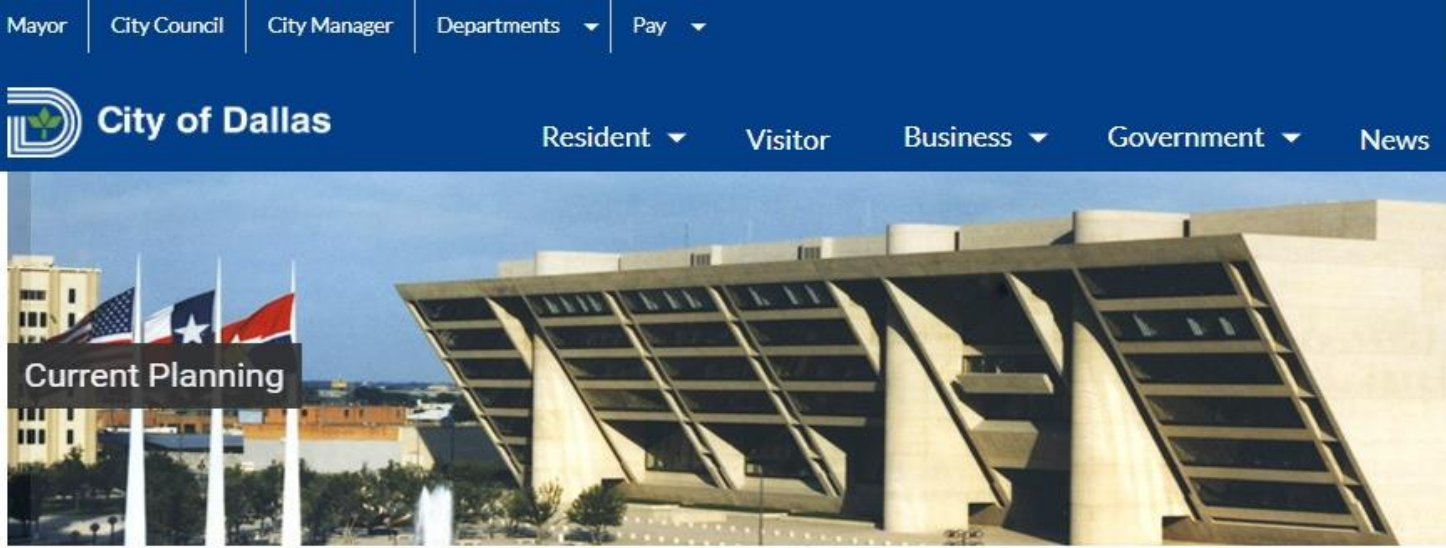 Mayor City Council City Manager Departments Pay
City of Dallas
Resident Visitor Business Government News
Current Planning